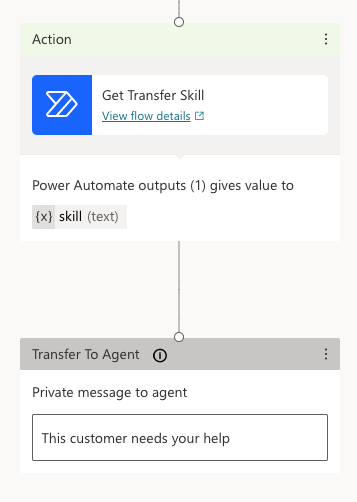 Action
Get Transfer Skill
View flow details
Power Automate outputs (1) gives value to
{x} skill (text)
Transfer To Agent
Private message to agent
This customer needs your help